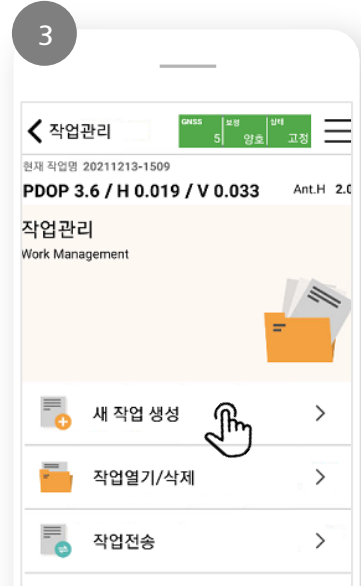 3
작업관리
GNSS 보정 상태
5 양호 고정
현재 작업명 20211213-1509
PDOP 3.6 / H 0.019 / V 0.033 Ant.H 2.0
작업관리
Work Management
새 작업 생성
작업열기/삭제
작업전송